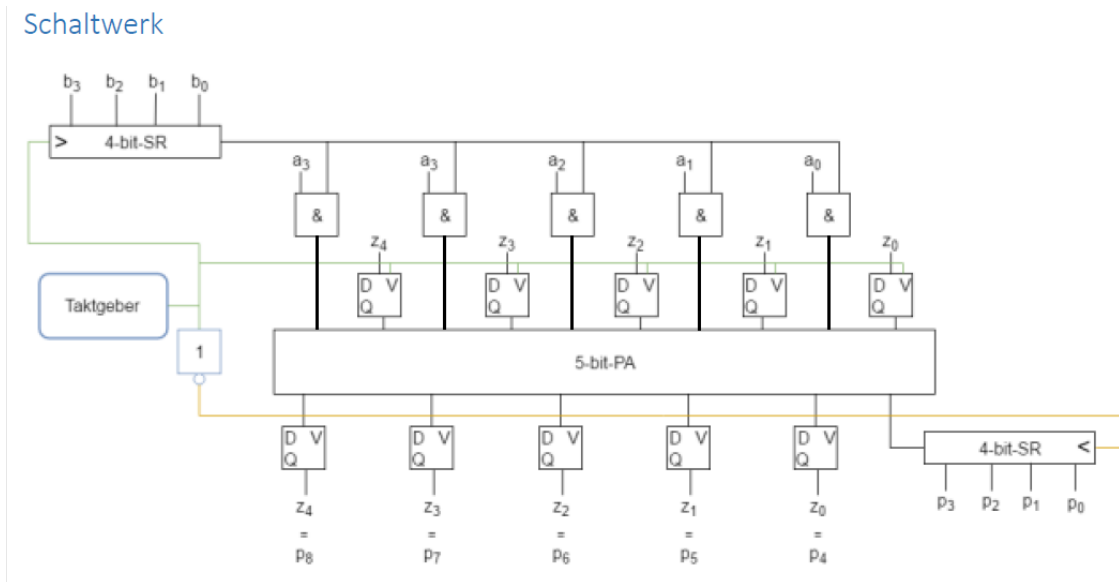 Schaltwerk
b3 b2 b1 b0
> 4-bit-SR
a3 a3 a2 a1 a0
& & & & &
z4 z3 z2 z1 z0
D V D V D V D V D V
Q Q Q Q Q
Taktgeber
1
5-bit-PA
D V D V D V D V D V
Q Q Q Q Q
4-bit-SR <
p3 p2 p1 p0
z4 z3 z2 z1 z0
= = = = =
p8 p7 p6 p5 p4